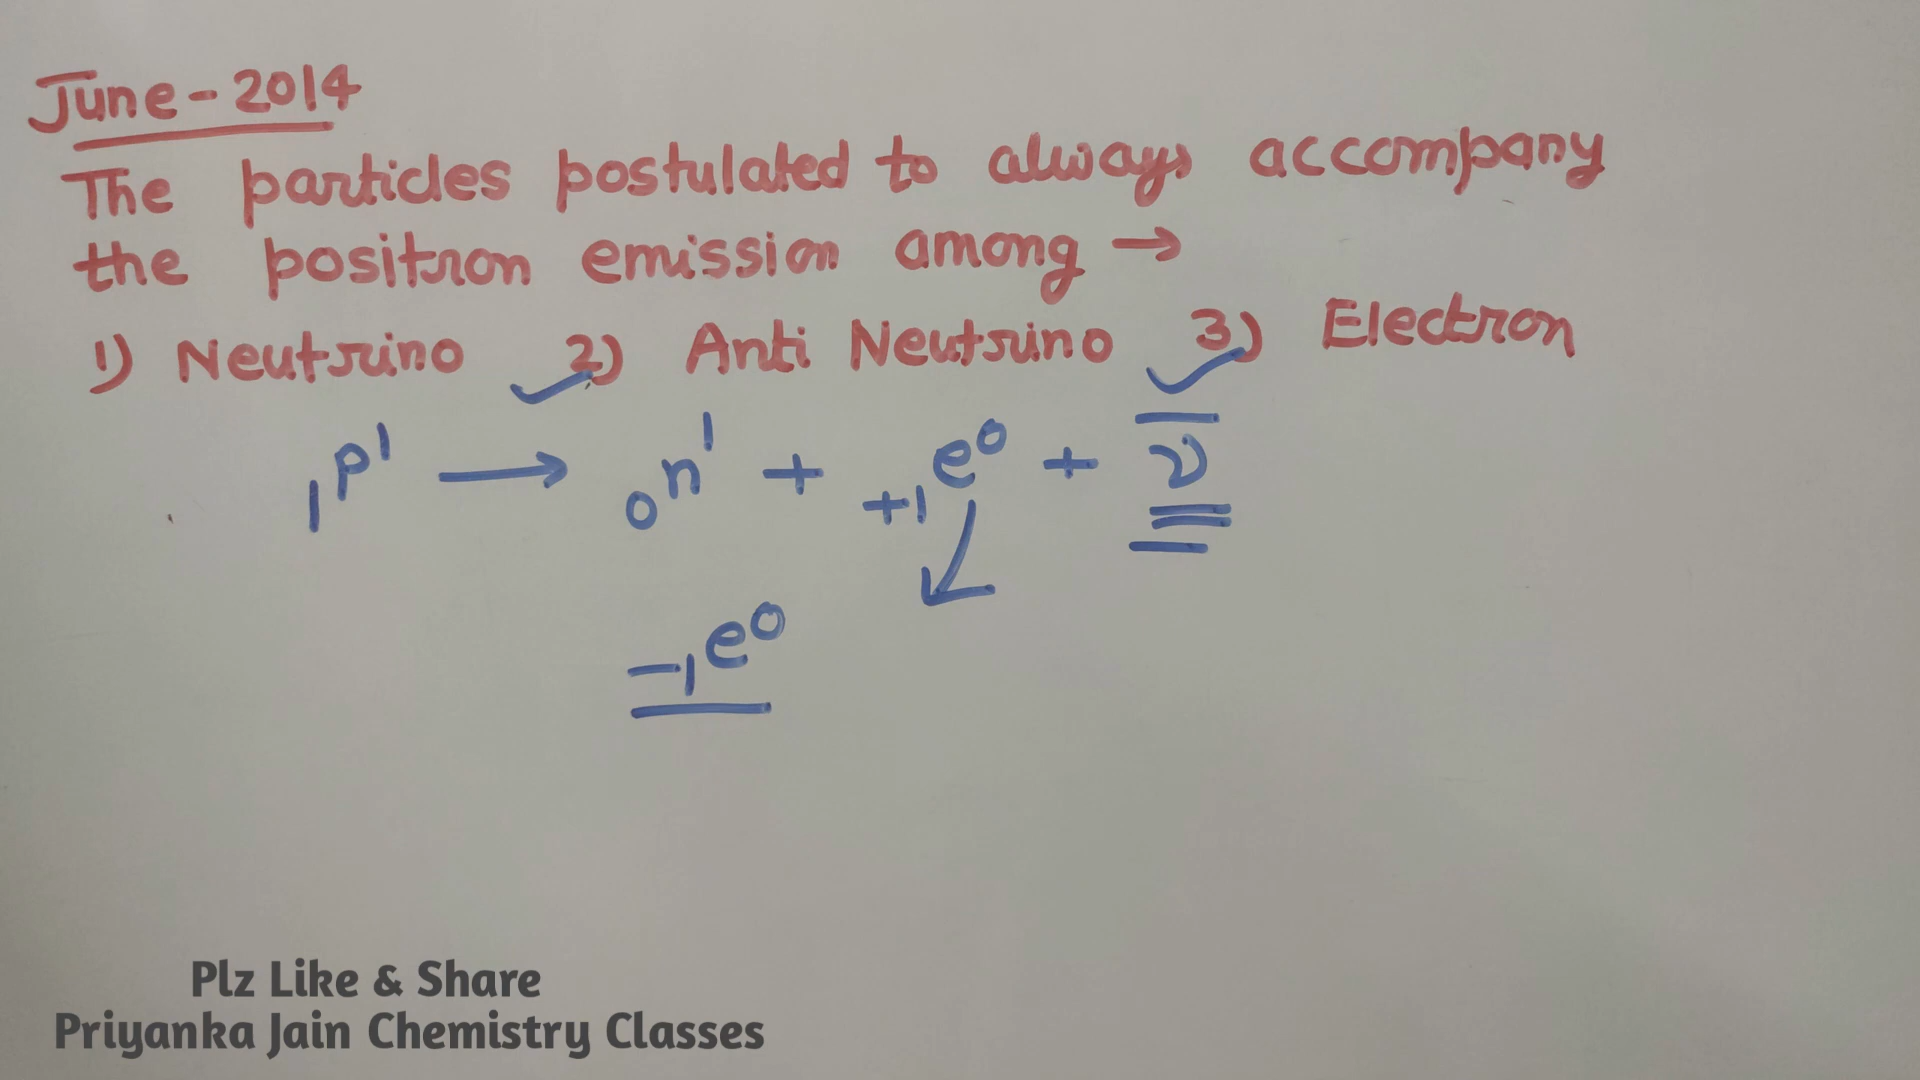 June-2014
The particles postulated to always accompany
the positron emission among →
1) Neutrino 2) Anti Neutrino 3) Electron
₁P¹ → ₀n¹ + ₊₁e⁰ + ν
₋₁e⁰
Plz Like & Share
Priyanka Jain Chemistry Classes